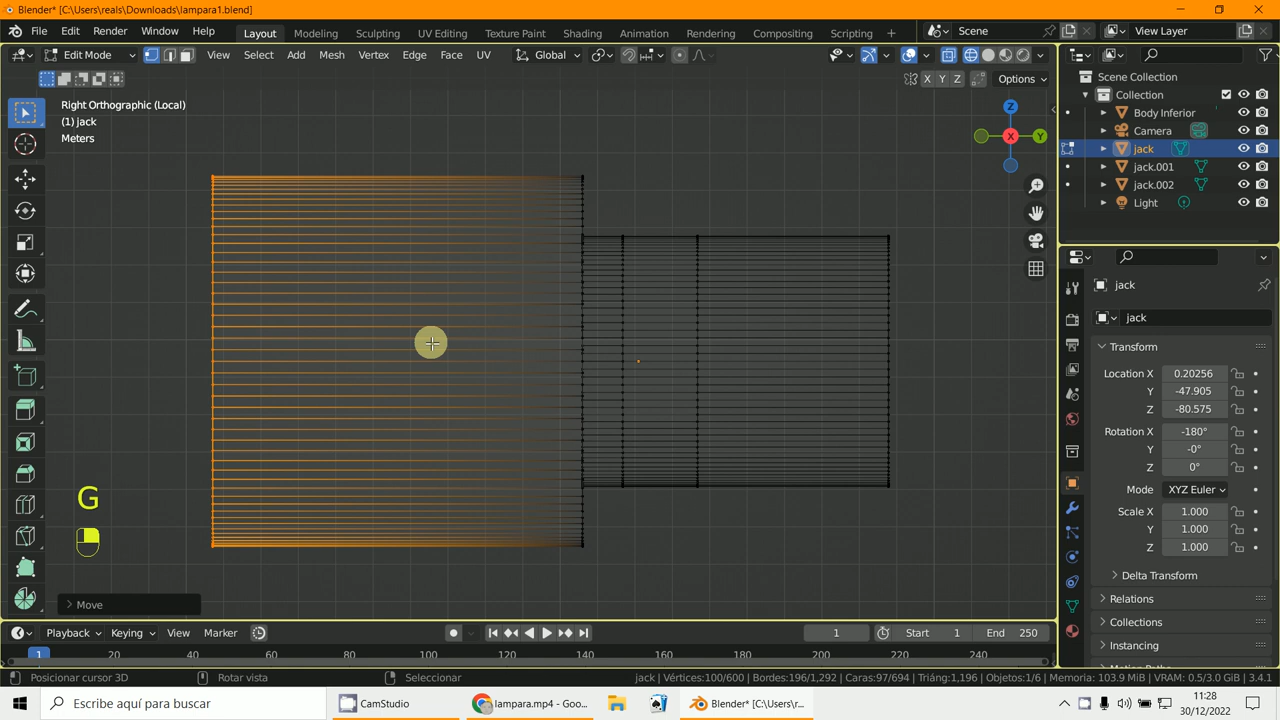 Blender* [C:\Users\reals\Downloads\lampara1.blend]
File Edit Render Window Help Layout Modeling Sculpting UV Editing Texture Paint Shading Animation Rendering Compositing Scripting Scene View Layer
Edit Mode View Select Add Mesh Vertex Edge Face UV Global
X Y Z Options
Right Orthographic (Local)
(1) jack
Meters
Z
X Y
G
Move
Scene Collection
Collection
Body Inferior
Camera
jack
jack.001
jack.002
Light
jack
jack
Transform
Location X 0.20256
Y -47.905
Z -80.575
Rotation X -180°
Y -0°
Z 0°
Mode XYZ Euler
Scale X 1.000
Y 1.000
Z 1.000
Delta Transform
Relations
Collections
Instancing
Playback Keying View Marker 1 Start 1 End 250
1 20 40 60 80 100 120 140 160 180 200 220 240
Posicionar cursor 3D Rotar vista Seleccionar jack | Vértices:100/600 | Bordes:196/1,292 | Caras:97/694 | Triáng:1,196 | Objetos:1/6 | Memoria: 103.9 MiB | VRAM: 0.5/3.0 GiB | 3.4.1
Escribe aquí para buscar CamStudio lampara.mp4 - Goo... Blender* [C:\Users\r... 11:28
30/12/2022